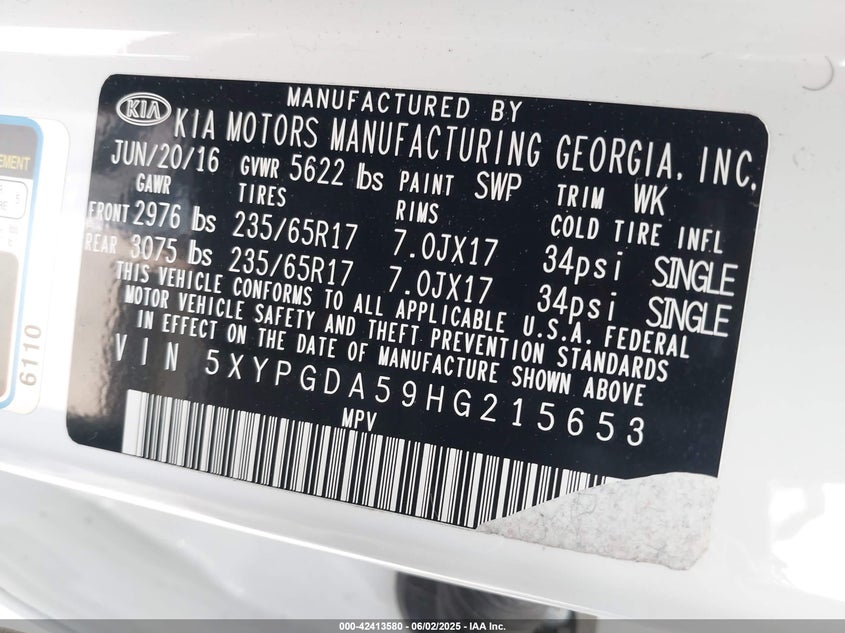 MANUFACTURED BY
KIA KIA MOTORS MANUFACTURING GEORGIA, INC.
JUN/20/16 GVWR 5622 lbs PAINT SWP TRIM WK
GAWR TIRES RIMS COLD TIRE INFL
FRONT 2976 lbs 235/65R17 7.0JX17 34psi SINGLE
REAR 3075 lbs 235/65R17 7.0JX17 34psi SINGLE
THIS VEHICLE CONFORMS TO ALL APPLICABLE U.S.A. FEDERAL
MOTOR VEHICLE SAFETY AND THEFT PREVENTION STANDARDS
IN EFFECT ON THE DATE OF MANUFACTURE SHOWN ABOVE
VIN 5XYPGDA59HG215653
MPV
6110
000-42413580 - 06/02/2025 - IAA Inc.